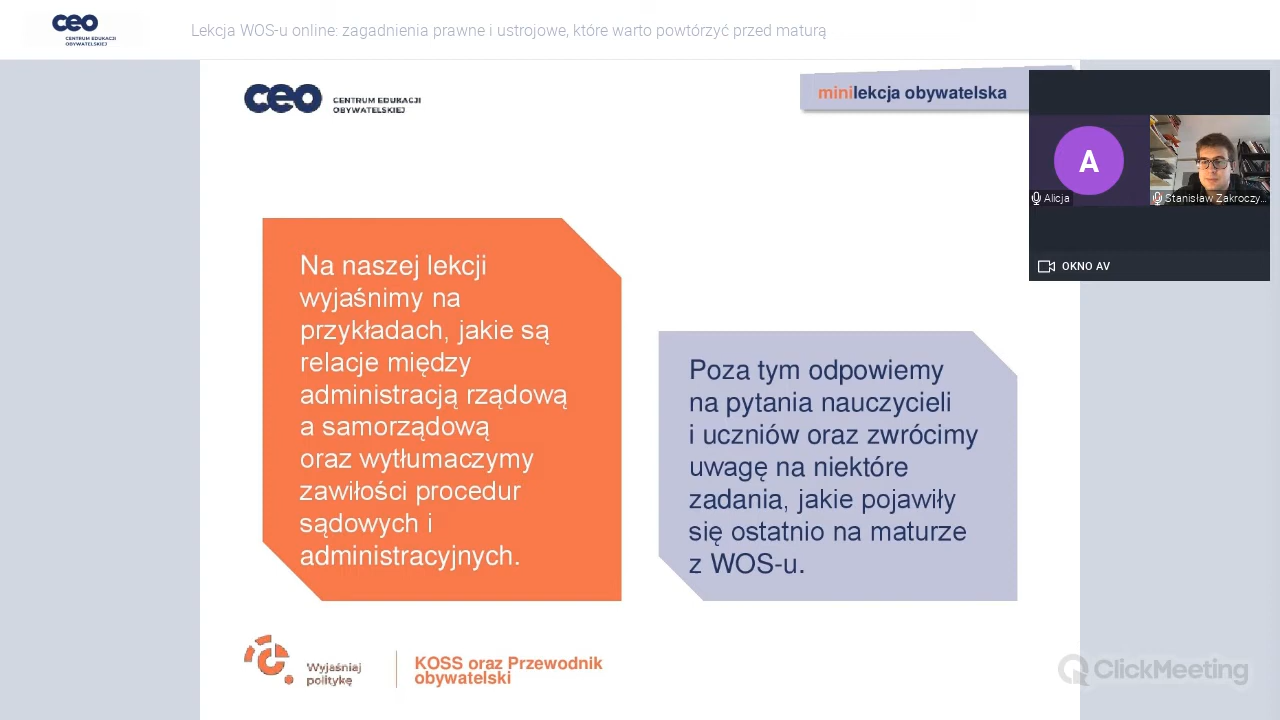 ceo
CENTRUM EDUKACJI
OBYWATELSKIEJ
Lekcja WOS-u online: zagadnienia prawne i ustrojowe, które warto powtórzyć przed maturą
ceo
CENTRUM EDUKACJI
OBYWATELSKIEJ
minilekcja obywatelska
A
Alicja
Stanisław Zakroczy...
OKNO AV
Na naszej lekcji
wyjaśnimy na
przykładach, jakie są
relacje między
administracją rządową
a samorządową
oraz wytłumaczymy
zawiłości procedur
sądowych i
administracyjnych.
Poza tym odpowiemy
na pytania nauczycieli
i uczniów oraz zwrócimy
uwagę na niektóre
zadania, jakie pojawiły
się ostatnio na maturze
z WOS-u.
Wyjaśniaj
politykę
KOSS oraz Przewodnik
obywatelski
ClickMeeting